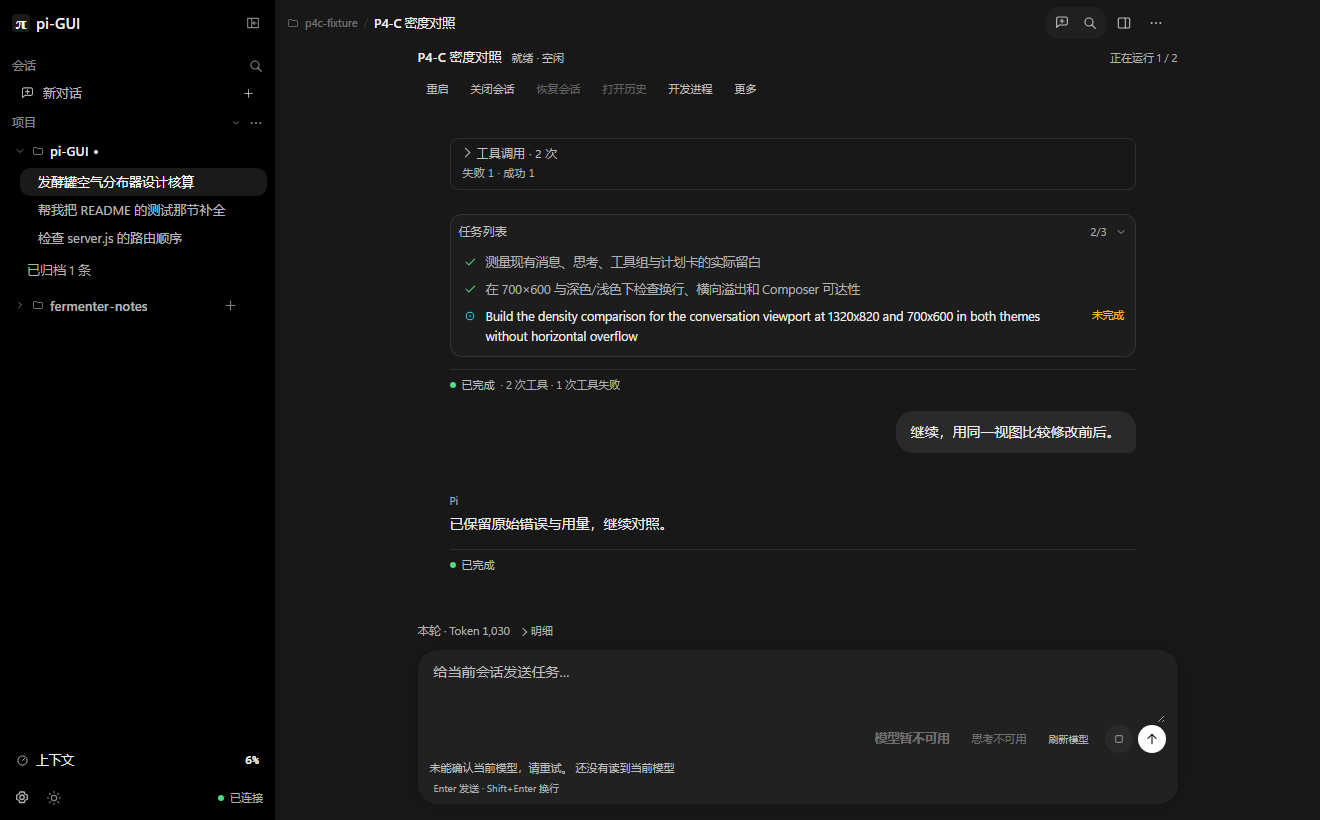 π pi-GUI
会话
新对话
项目
pi-GUI •
发酵罐空气分布器设计核算
帮我把 README 的测试那节补全
检查 server.js 的路由顺序
已归档 1 条
fermenter-notes
上下文 6%
已连接
p4c-fixture / P4-C 密度对照
P4-C 密度对照 就绪 · 空闲 正在运行 1 / 2
重启 关闭会话 恢复会话 打开历史 开发进程 更多
工具调用 · 2 次
失败 1 · 成功 1
任务列表 2/3
测量现有消息、思考、工具组与计划卡的实际留白
在 700×600 与深色/浅色下检查换行、横向溢出和 Composer 可达性
Build the density comparison for the conversation viewport at 1320x820 and 700x600 in both themes 未完成
without horizontal overflow
已完成 · 2 次工具 · 1 次工具失败
继续，用同一视图比较修改前后。
Pi
已保留原始错误与用量，继续对照。
已完成
本轮 · Token 1,030 明细
给当前会话发送任务...
模型暂不可用 思考不可用 刷新模型
未能确认当前模型，请重试。 还没有读到当前模型
Enter 发送 · Shift+Enter 换行